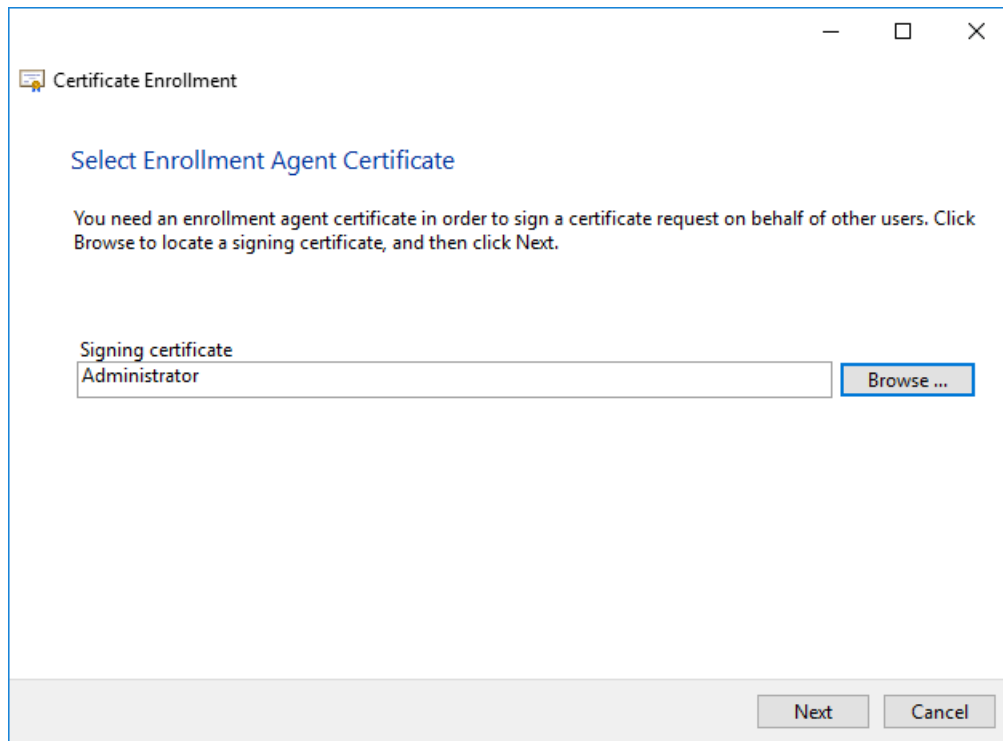 Certificate Enrollment
Select Enrollment Agent Certificate
You need an enrollment agent certificate in order to sign a certificate request on behalf of other users. Click
Browse to locate a signing certificate, and then click Next.
Signing certificate
Administrator
Browse ...
Next
Cancel